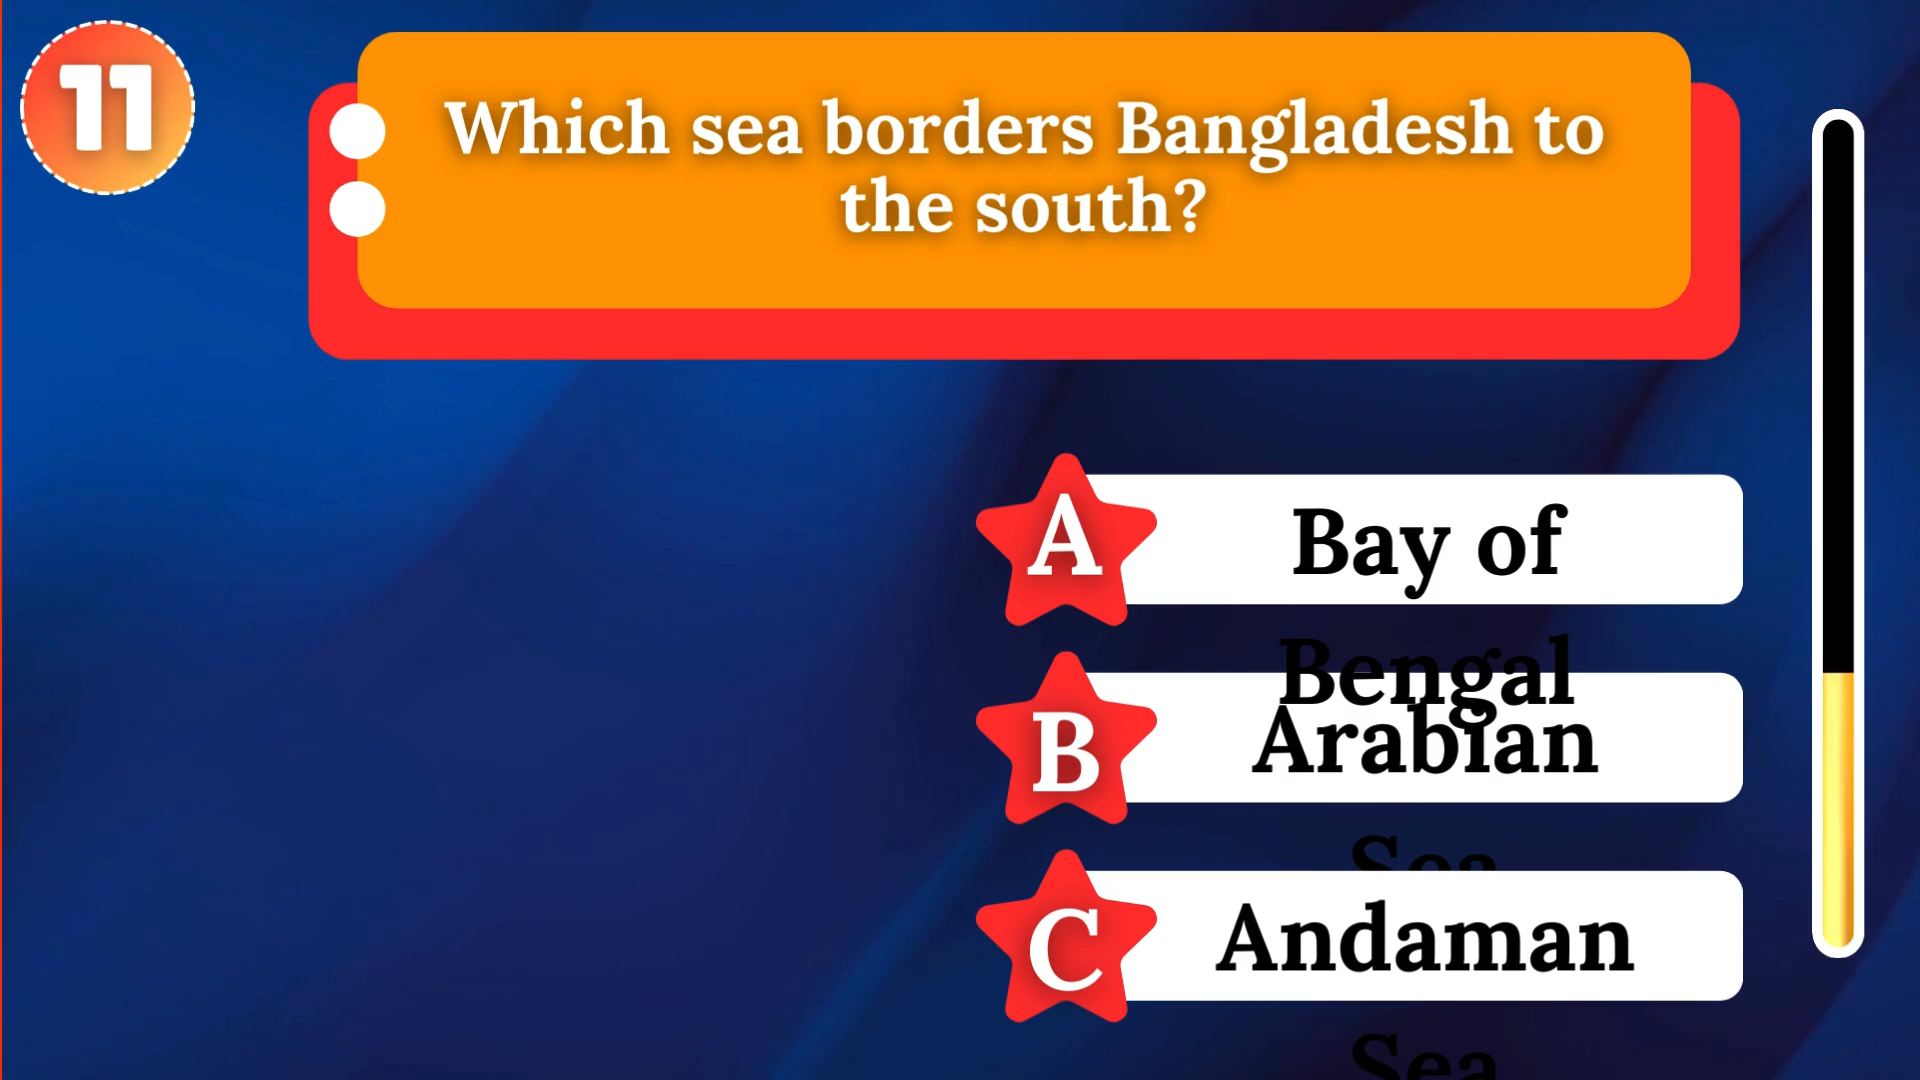 11
Which sea borders Bangladesh to
the south?
A
Bay of
Bengal
B
Arabian
Sea
C
Andaman
Sea